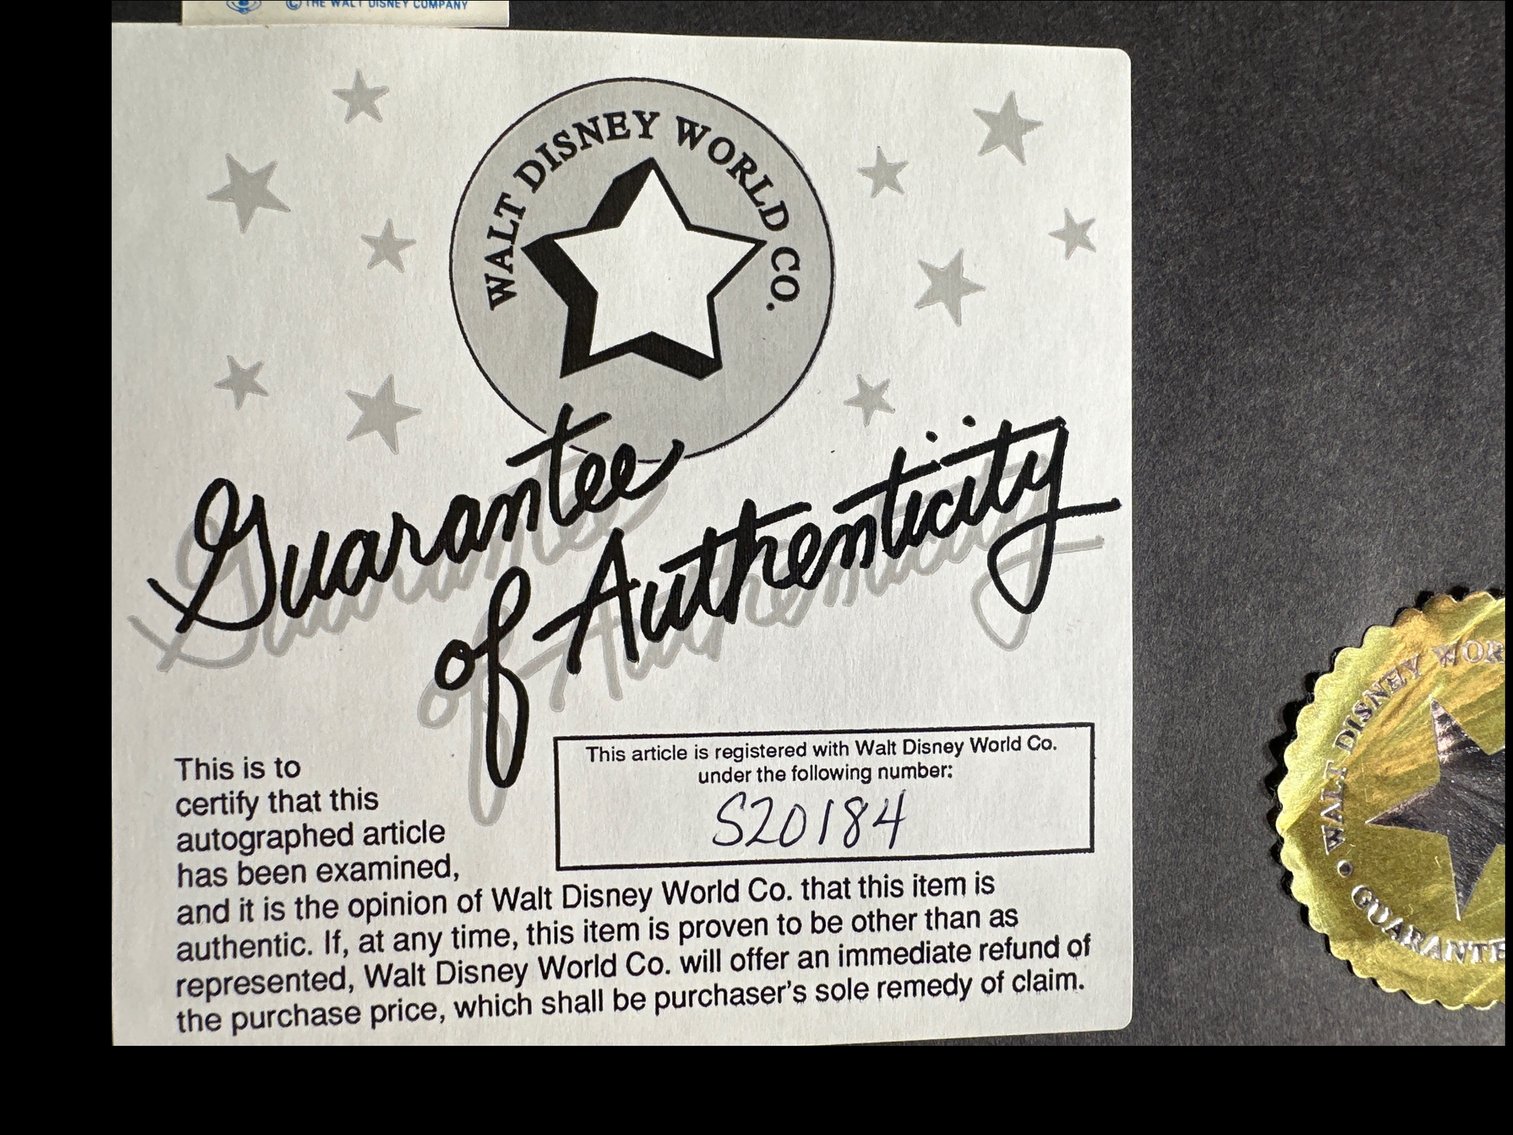 © THE WALT DISNEY COMPANY
WALT DISNEY WORLD CO.
Guarantee
of Authenticity
This article is registered with Walt Disney World Co.
under the following number:
S20184
This is to
certify that this
autographed article
has been examined,
and it is the opinion of Walt Disney World Co. that this item is
authentic. If, at any time, this item is proven to be other than as
represented, Walt Disney World Co. will offer an immediate refund of
the purchase price, which shall be purchaser's sole remedy of claim.
WALT DISNEY WOR
• GUARANTE